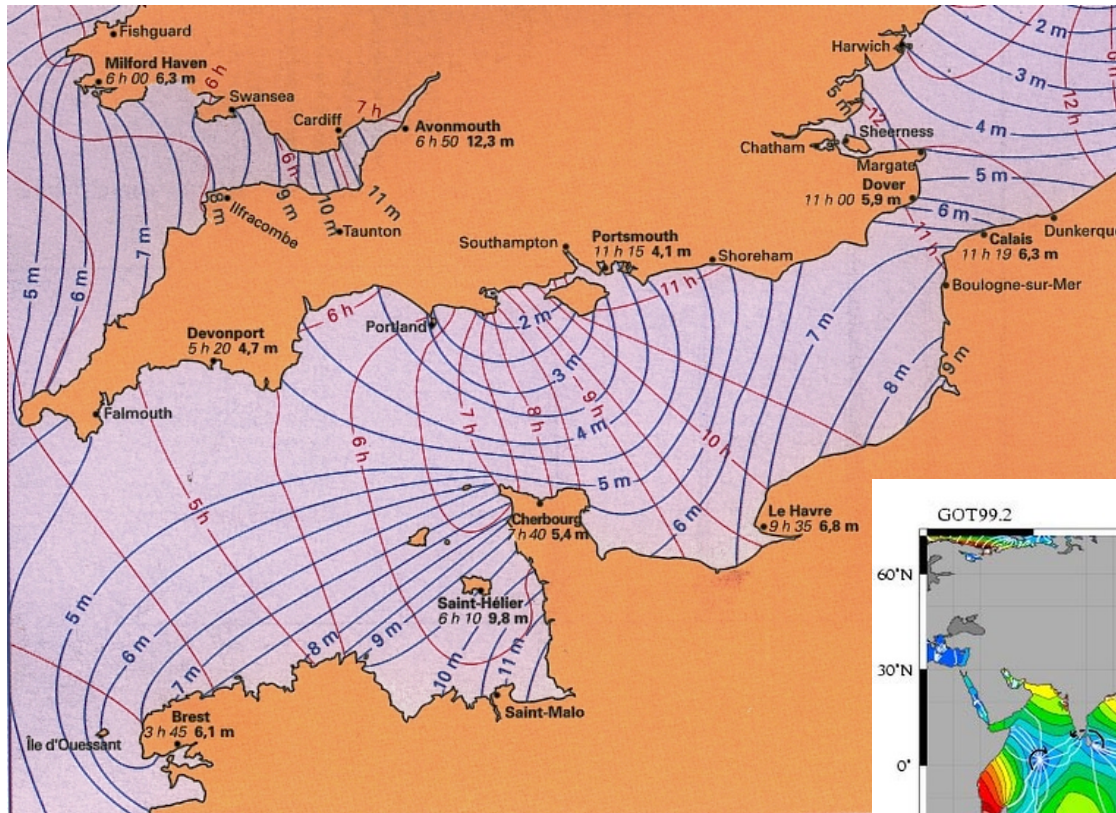 Fishguard
Milford Haven
6 h 00 6,3 m
6 h
Swansea
Cardiff
7 h
Avonmouth
6 h 50 12,3 m
6 h
5 m
6 m
7 m
8 m
Ilfracombe
9 m
10 m
11 m
Taunton
Harwich
2 m
3 m
4 m
5 m
12
12 h
Chatham
Sheerness
Margate
5 m
Dover
11 h 00 5,9 m
6 m
11 h
Dunkerque
Calais
11 h 19 6,3 m
Boulogne-sur-Mer
Southampton
Portsmouth
11 h 15 4,1 m
Shoreham
11 h
6 h
Portland
2 m
3 m
4 m
5 m
6 m
7 m
8 m
9 m
Devonport
5 h 20 4,7 m
Falmouth
5 h
6 h
7 h
8 h
9 h
10 h
Cherbourg
7 h 40 5,4 m
Le Havre
9 h 35 6,8 m
Saint-Hélier
6 h 10 9,8 m
5 m
6 m
7 m
8 m
9 m
10 m
11 m
Saint-Malo
Brest
3 h 45 6,1 m
Île d'Ouessant
GOT99.2
60°N
30°N
0°